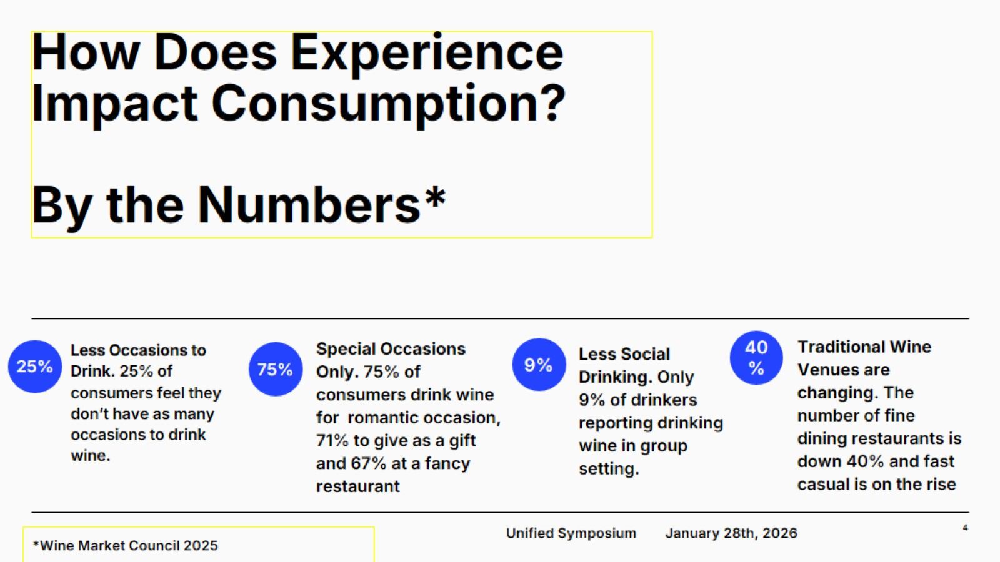 How Does Experience
Impact Consumption?
By the Numbers*
25%
Less Occasions to
Drink. 25% of
consumers feel they
don’t have as many
occasions to drink
wine.
75%
Special Occasions
Only. 75% of
consumers drink wine
for  romantic occasion,
71% to give as a gift
and 67% at a fancy
restaurant
9%
Less Social
Drinking. Only
9% of drinkers
reporting drinking
wine in group
setting.
40
%
Traditional Wine
Venues are
changing. The
number of fine
dining restaurants is
down 40% and fast
casual is on the rise
*Wine Market Council 2025
Unified Symposium
January 28th, 2026
4